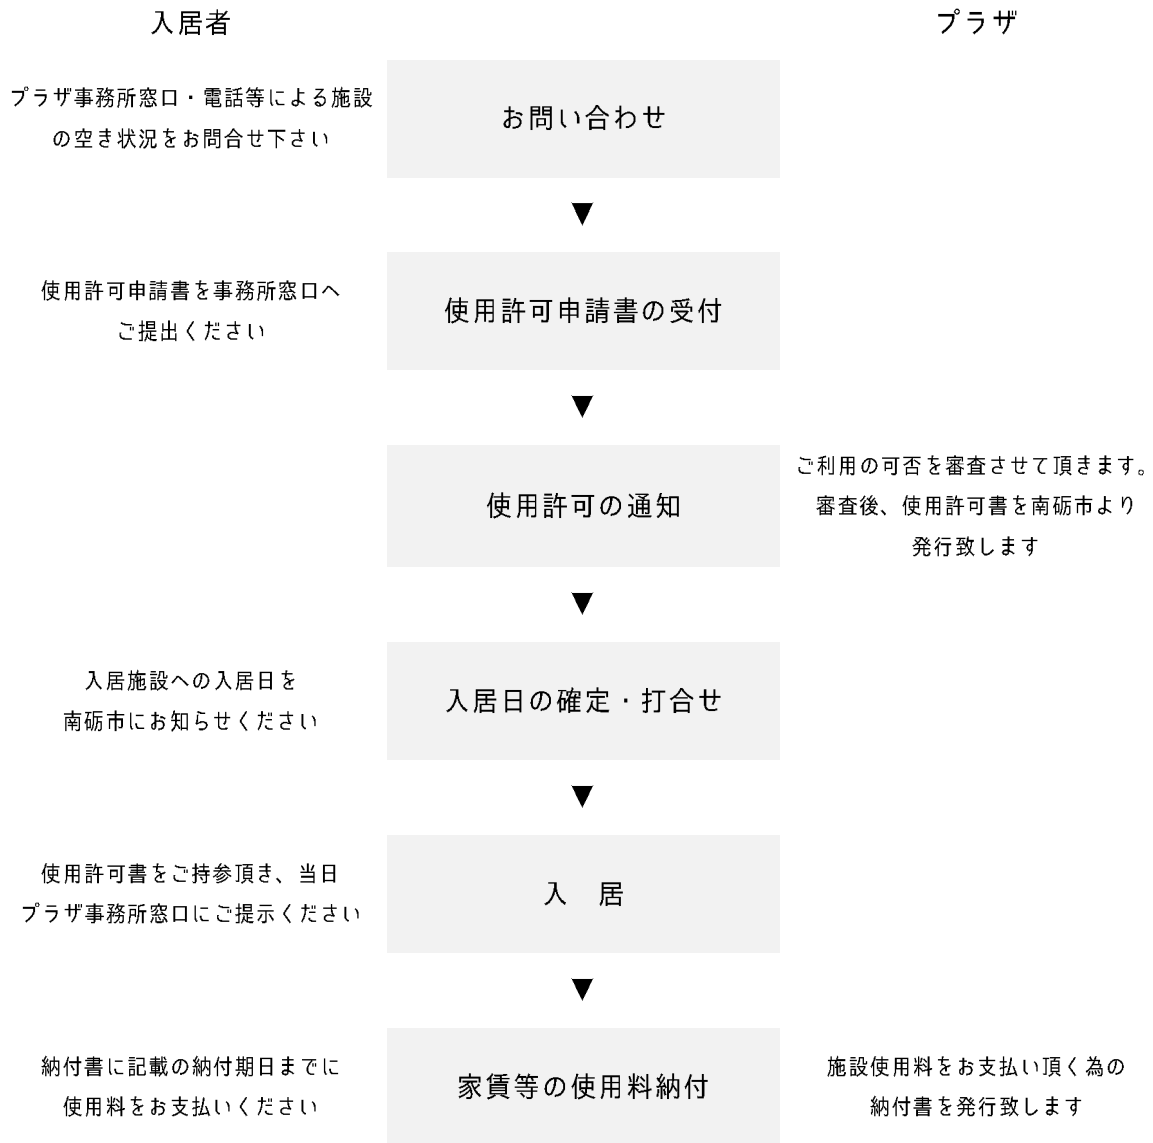 入居者
プラザ
プラザ事務所窓口・電話等による施設
の空き状況をお問合せ下さい
お問い合わせ
▼
使用許可申請書を事務所窓口へ
ご提出ください
使用許可申請書の受付
▼
使用許可の通知
ご利用の可否を審査させて頂きます。
審査後、使用許可書を南砺市より
発行致します
▼
入居施設への入居日を
南砺市にお知らせください
入居日の確定・打合せ
▼
使用許可書をご持参頂き、当日
プラザ事務所窓口にご提示ください
入　居
▼
納付書に記載の納付期日までに
使用料をお支払いください
家賃等の使用料納付
施設使用料をお支払い頂く為の
納付書を発行致します